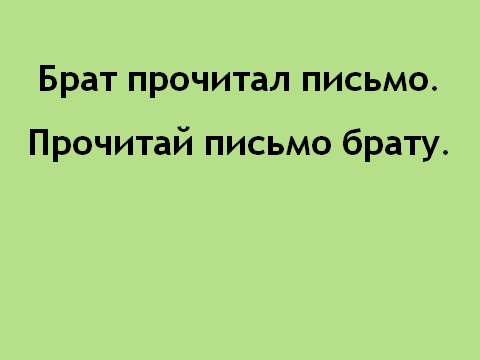 Брат прочитал письмо.
Прочитай письмо брату.